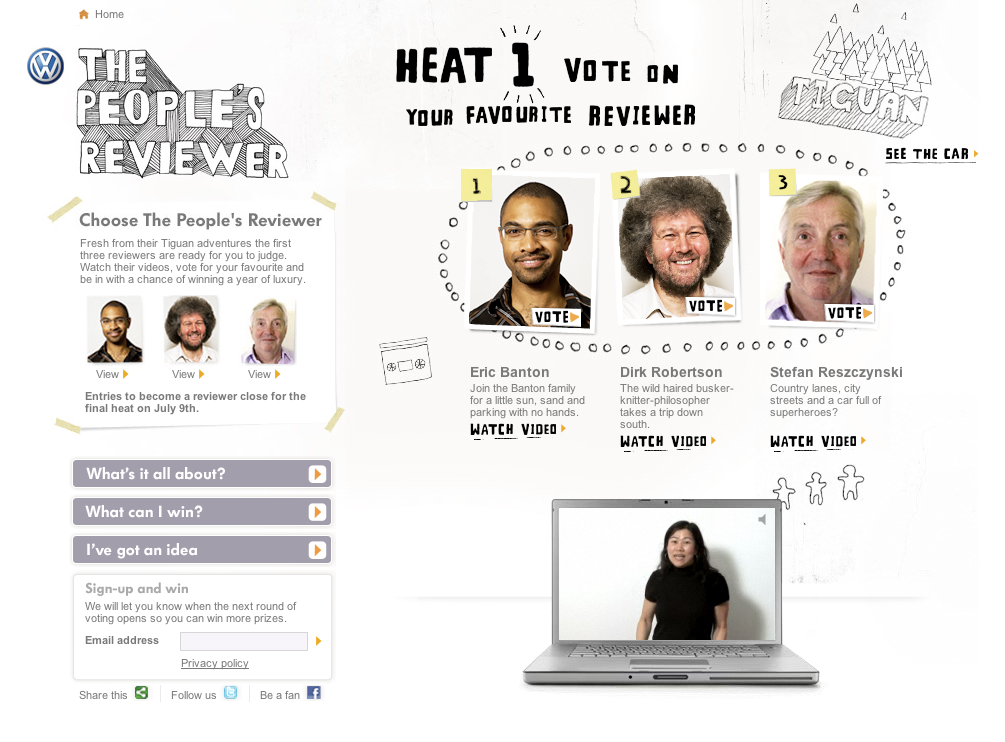 Home
THE
PEOPLE'S
REVIEWER
HEAT 1 VOTE ON
YOUR FAVOURITE REVIEWER
TIGUAN
SEE THE CAR
Choose The People's Reviewer
Fresh from their Tiguan adventures the first
three reviewers are ready for you to judge.
Watch their videos, vote for your favourite and
be in with a chance of winning a year of luxury.
View
View
View
Entries to become a reviewer close for the
final heat on July 9th.
1
2
3
VOTE
VOTE
VOTE
Eric Banton
Join the Banton family
for a little sun, sand and
parking with no hands.
WATCH VIDEO
Dirk Robertson
The wild haired busker-
knitter-philosopher
takes a trip down
south.
WATCH VIDEO
Stefan Reszczynski
Country lanes, city
streets and a car full of
superheroes?
WATCH VIDEO
What's it all about?
What can I win?
I've got an idea
Sign-up and win
We will let you know when the next round of
voting opens so you can win more prizes.
Email address
Privacy policy
Share this
Follow us
Be a fan